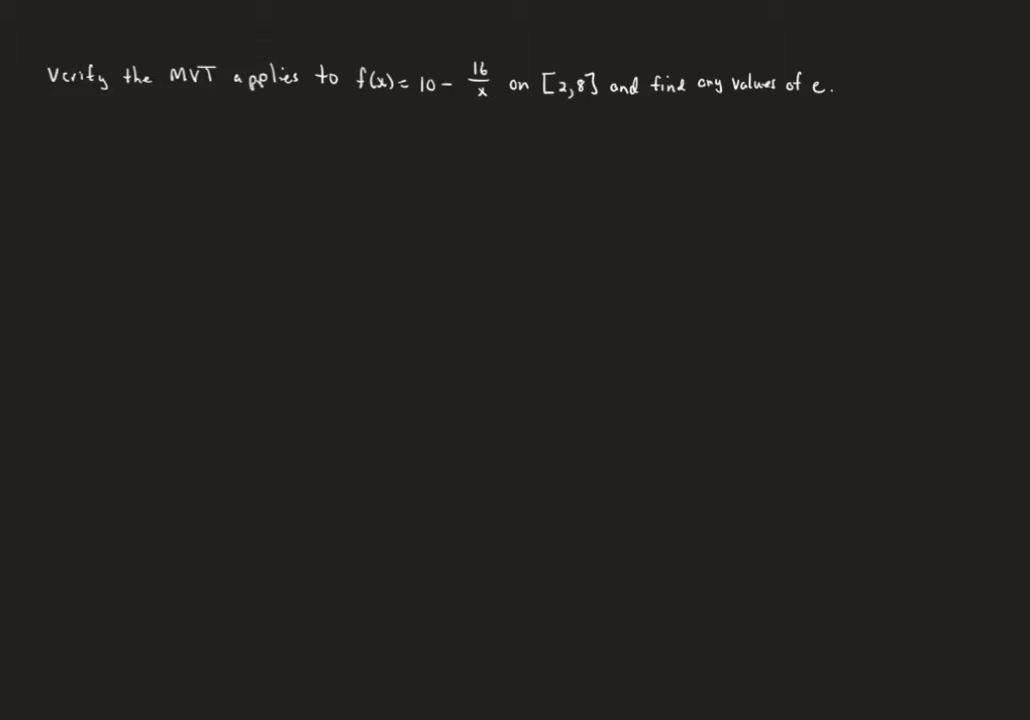 Verify the MVT applies to f(x) = 10 - 16/x on [2,8] and find any values of c.